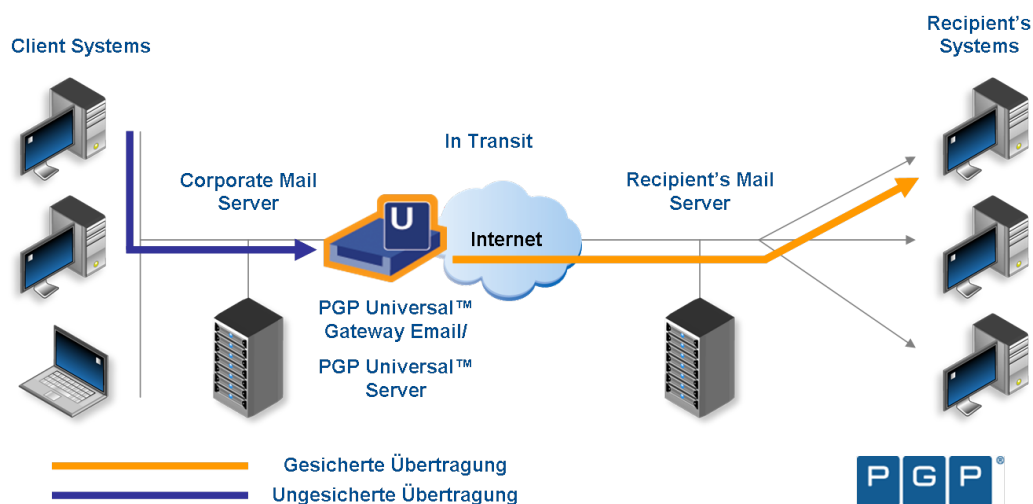 Client Systems
Recipient's
Systems
In Transit
Corporate Mail
Server
Recipient's Mail
Server
U
Internet
PGP Universal™
Gateway Email/
PGP Universal™
Server
Gesicherte Übertragung
Ungesicherte Übertragung
PGP®